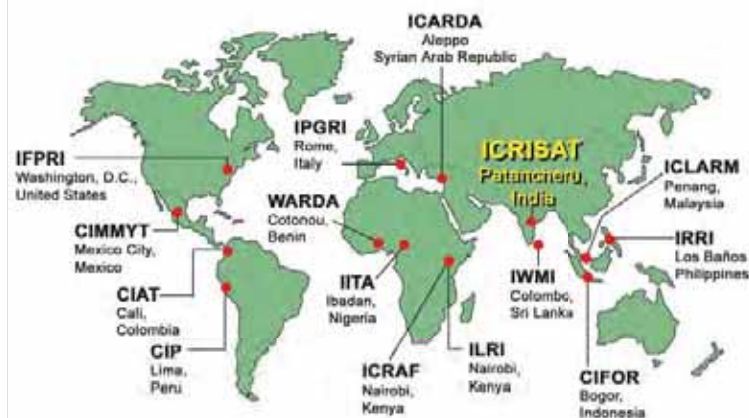 ICARDA
Aleppo
Syrian Arab Republic
IPGRI
Rome,
Italy
ICRISAT
Patancheru,
India
IFPRI
Washington, D.C.,
United States
ICLARM
Penang,
Malaysia
WARDA
Cotonou,
Benin
CIMMYT
Mexico City,
Mexico
IRRI
Los Baños
Philippines
IITA
Ibadan,
Nigeria
IWMI
Colombo,
Sri Lanka
CIAT
Cali,
Colombia
CIP
Lima,
Peru
ICRAF
Nairobi,
Kenya
ILRI
Nairobi,
Kenya
CIFOR
Bogor,
Indonesia